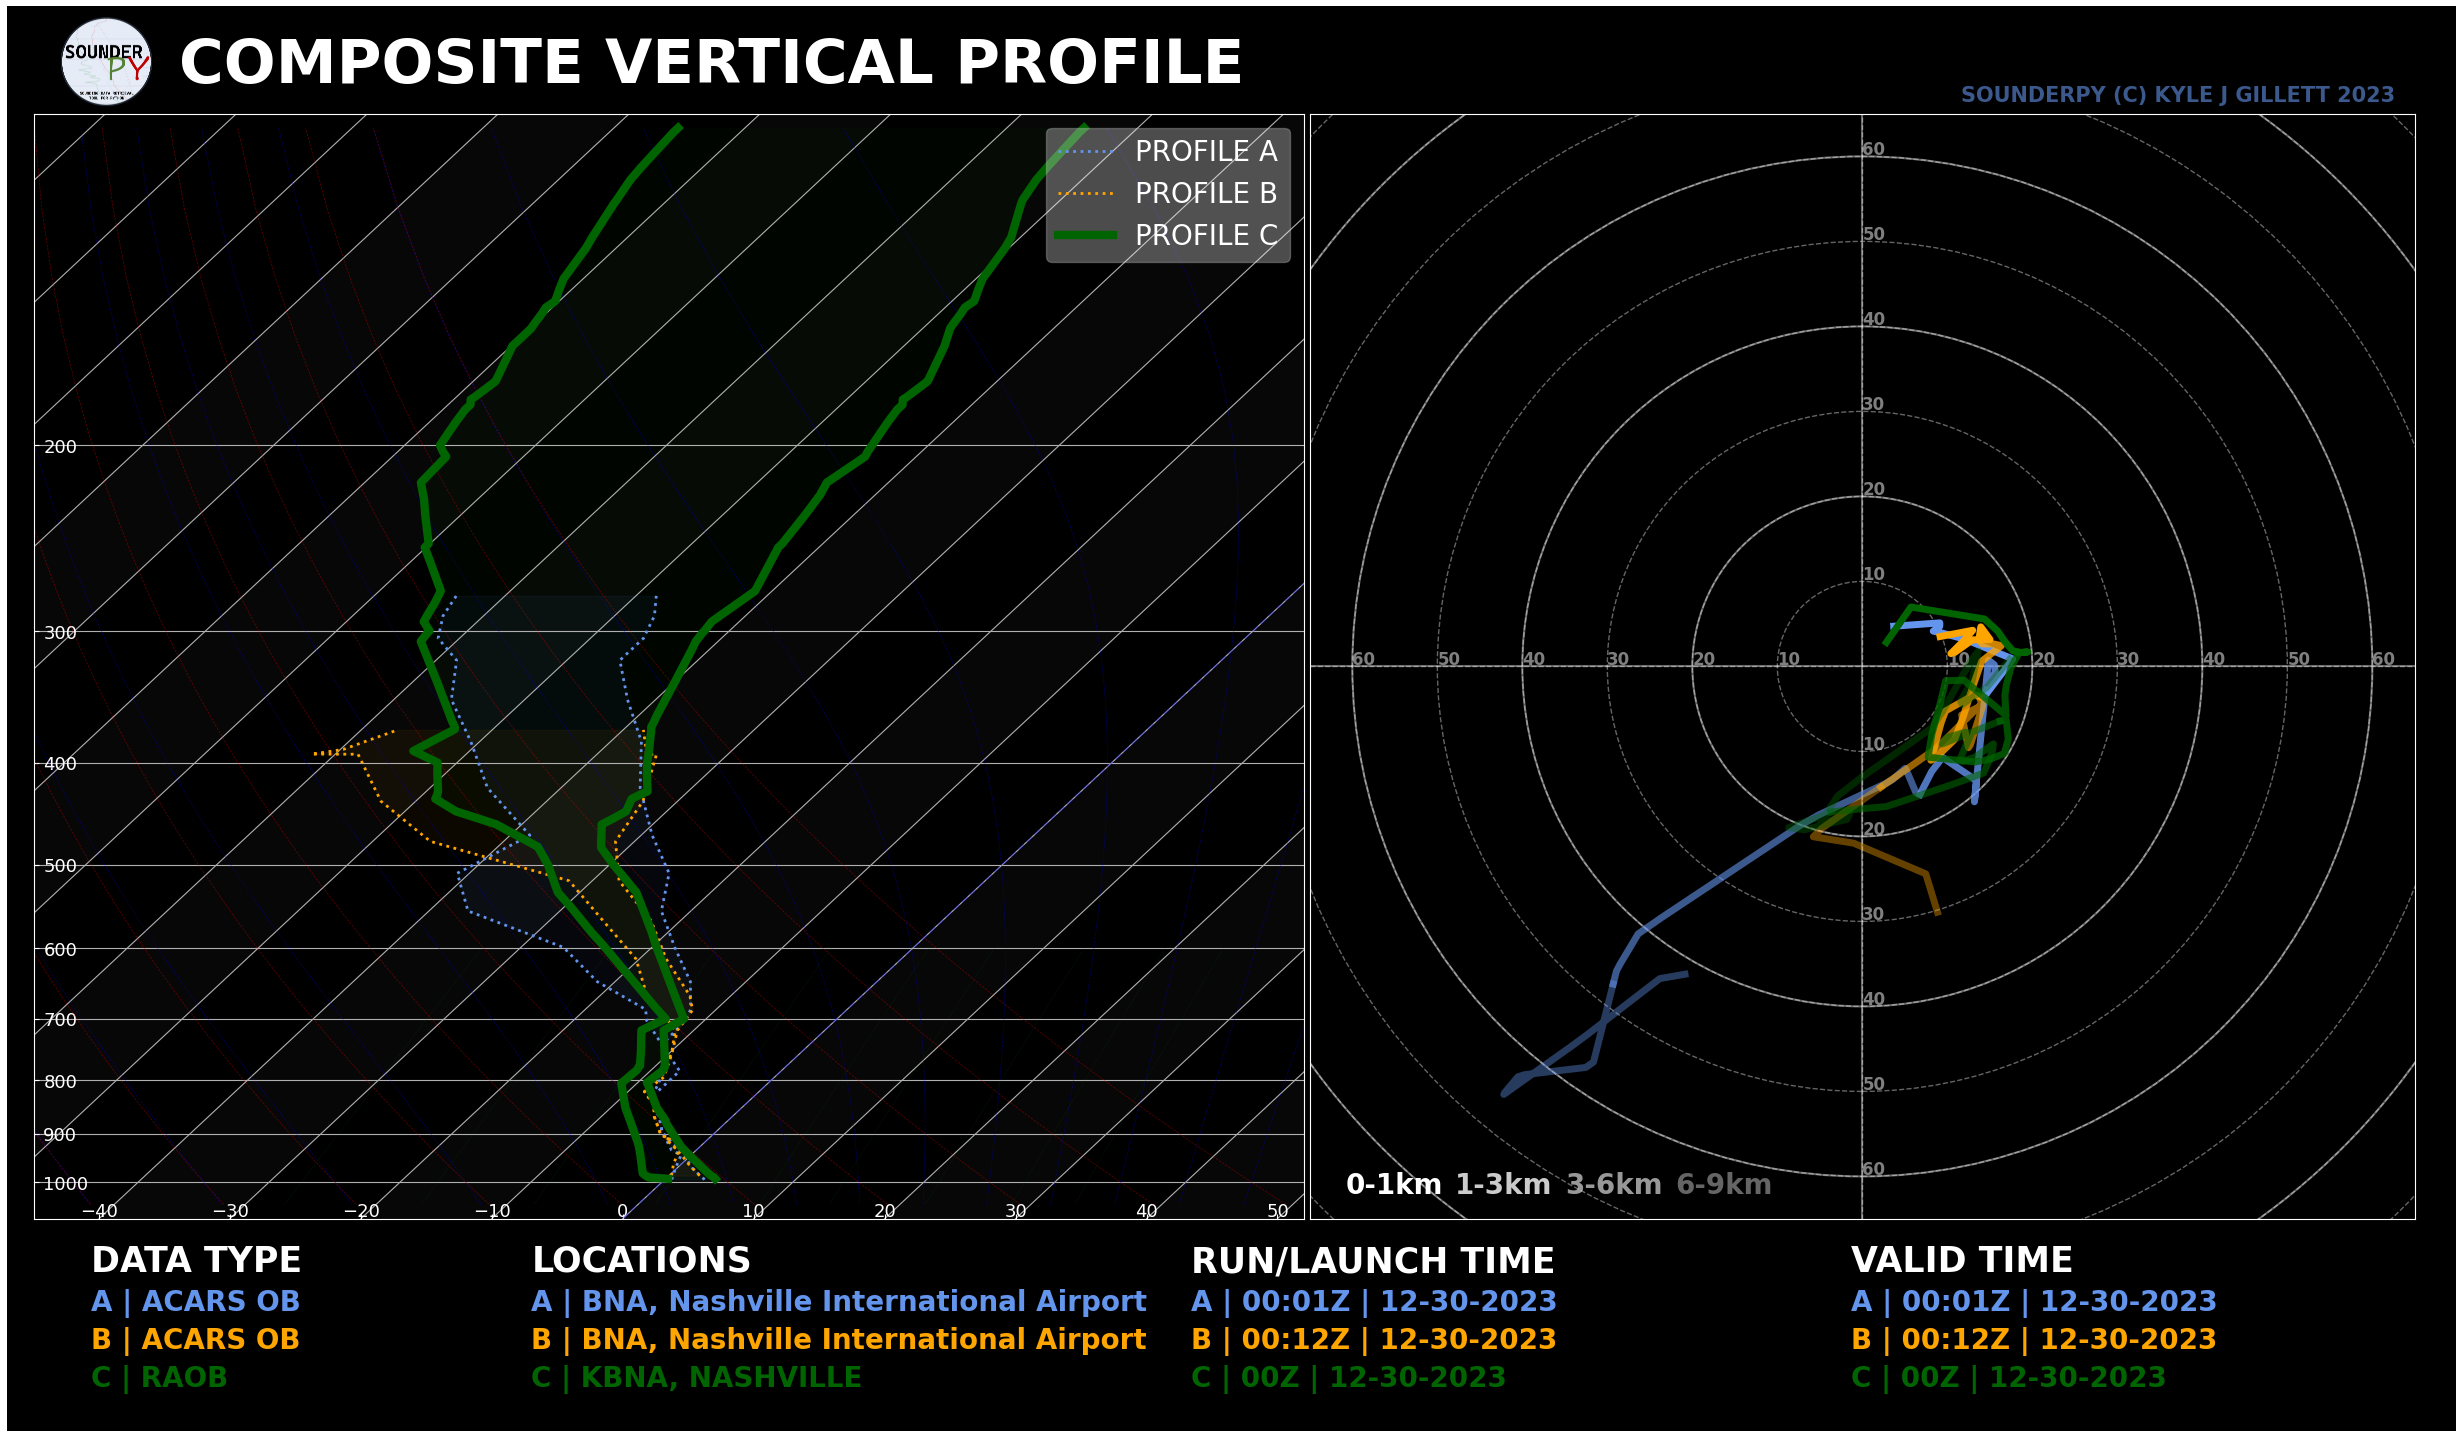 SOUNDER
PY
SOUNDING DATA RETRIEVAL
TOOL FOR PYTHON
COMPOSITE VERTICAL PROFILE
SOUNDERPY (C) KYLE J GILLETT 2023
PROFILE A
PROFILE B
PROFILE C
200
300
400
500
600
700
800
900
1000
−40 −30 −20 −10 0 10 20 30 40 50
60
50
40
30
20
10
60 50 40 30 20 10 10 20 30 40 50 60
10
20
30
40
50
60
0-1km 1-3km 3-6km 6-9km
DATA TYPE LOCATIONS RUN/LAUNCH TIME VALID TIME
A | ACARS OB A | BNA, Nashville International Airport A | 00:01Z | 12-30-2023 A | 00:01Z | 12-30-2023
B | ACARS OB B | BNA, Nashville International Airport B | 00:12Z | 12-30-2023 B | 00:12Z | 12-30-2023
C | RAOB C | KBNA, NASHVILLE C | 00Z | 12-30-2023 C | 00Z | 12-30-2023